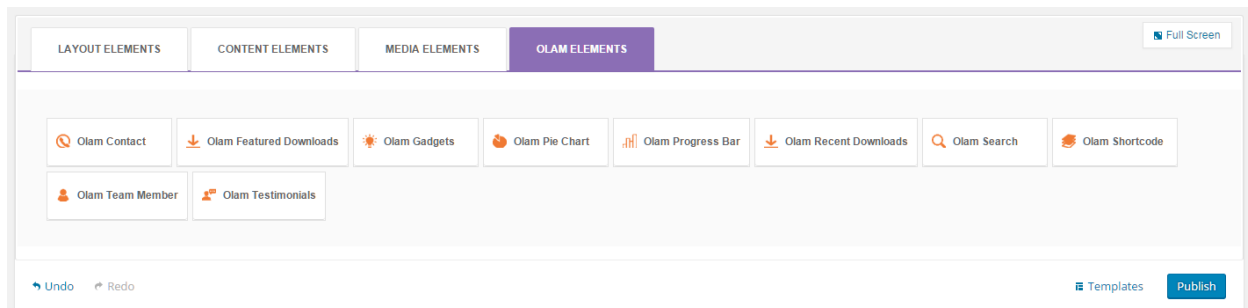 LAYOUT ELEMENTS CONTENT ELEMENTS MEDIA ELEMENTS OLAM ELEMENTS Full Screen
Olam Contact Olam Featured Downloads Olam Gadgets Olam Pie Chart Olam Progress Bar Olam Recent Downloads Olam Search Olam Shortcode
Olam Team Member Olam Testimonials
Undo Redo Templates Publish